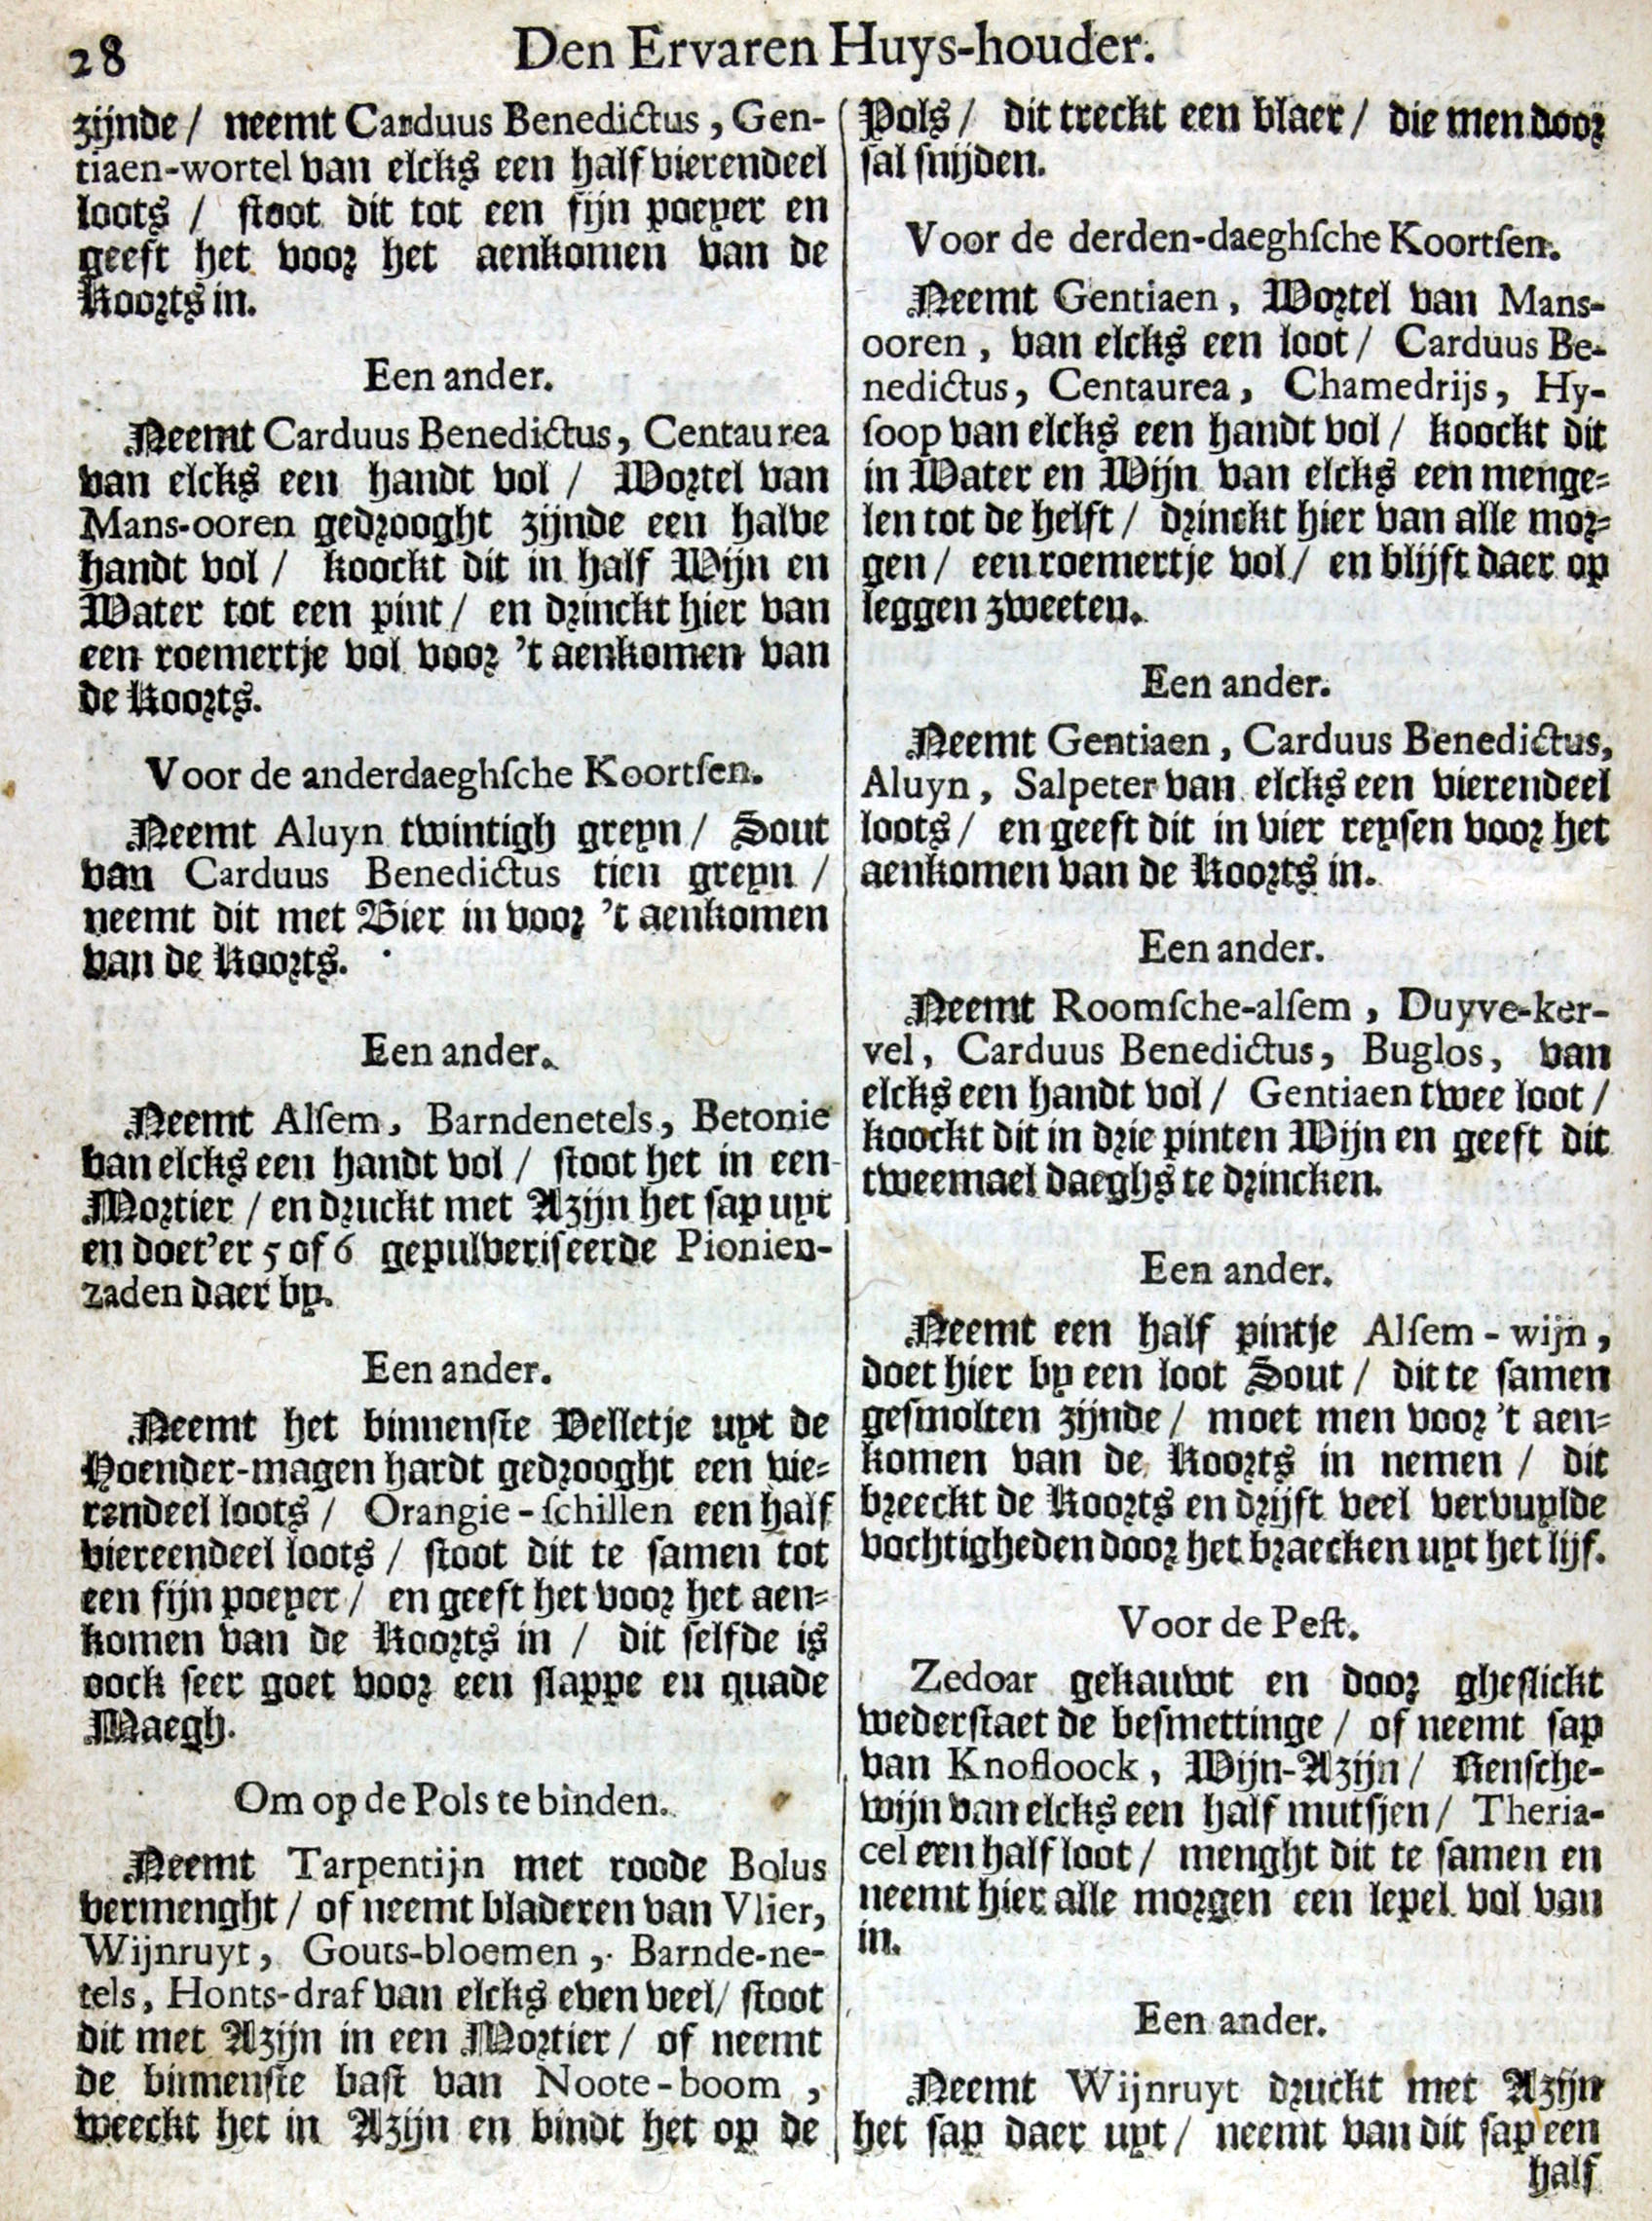 28
Den Ervaren Huys-houder.
zijnde / neemt Carduus Benedictus, Gen-
tiaen-wortel van elcks een half vierendeel
loots / stoot dit tot een fijn poeyer en
geeft het voor het aenkomen van de
Koorts in.
Een ander.
Neemt Carduus Benedictus, Centaurea
van elcks een handt vol / Wortel van
Mans-ooren gedrooght zijnde een halve
handt vol / koockt dit in half Wijn en
Water tot een pint / en drinckt hier van
een roemertje vol voor 't aenkomen van
de Koorts.
Voor de anderdaeghſche Koortſen.
Neemt Aluyn twintigh greyn / Sout
van Carduus Benedictus tien greyn /
neemt dit met Bier in voor 't aenkomen
van de Koorts.
Een ander.
Neemt Alſem, Barndenetels, Betonie
van elcks een handt vol / stoot het in een
Mortier / en druckt met Azijn het sap uyt
en doet'er 5 of 6 gepulveriſeerde Pionien-
zaden daer by.
Een ander.
Neemt het binnenſte Velletje uyt de
Hoender-magen hardt gedrooght een vie-
rendeel loots / Orangie-ſchillen een half
viereendeel loots / ſtoot dit te samen tot
een fijn poeyer / en geeft het voor het aen-
komen van de Koorts in / dit ſelfde is
oock ſeer goet voor een ſlappe en quade
Maegh.
Om op de Pols te binden.
Neemt Tarpentijn met roode Bolus
vermenght / of neemt bladeren van Vlier,
Wijnruyt, Gouts-bloemen, Barnde-ne-
tels, Honts-draf van elcks even veel / ſtoot
dit met Azijn in een Mortier / of neemt
de binnenſte baſt van Noote-boom,
weeckt het in Azijn en bindt het op de
Pols / dit treckt een blaer / die men door
ſal ſnijden.
Voor de derden-daeghſche Koortſen.
Neemt Gentiaen, Wortel van Mans-
ooren, van elcks een loot / Carduus Be-
nedictus, Centaurea, Chamedrijs, Hy-
ſoop van elcks een handt vol / koockt dit
in Water en Wijn van elcks een menge-
len tot de helft / drinckt hier van alle mor-
gen / een roemertje vol / en blijft daer op
leggen zweeten.
Een ander.
Neemt Gentiaen, Carduus Benedictus,
Aluyn, Salpeter van elcks een vierendeel
loots / en geeft dit in vier reysen voor het
aenkomen van de Koorts in.
Een ander.
Neemt Roomſche-alſem, Duyve-ker-
vel, Carduus Benedictus, Buglos, van
elcks een handt vol / Gentiaen twee loot /
koockt dit in drie pinten Wijn en geeft dit
tweemael daeghs te drincken.
Een ander.
Neemt een half pintje Alſem-wijn,
doet hier by een loot Sout / dit te samen
geſmolten zijnde / moet men voor 't aen-
komen van de Koorts in nemen / dit
breeckt de Koorts en drijft veel vervuylde
vochtigheden door het braecken uyt het lijf.
Voor de Peſt.
Zedoar gekauwt en door gheſlickt
wederſtaet de beſmettinge / of neemt ſap
van Knofloock, Wijn-Azijn / Renſche-
wijn van elcks een half mutſjen / Theria-
cel een half loot / menght dit te samen en
neemt hier alle morgen een lepel vol van
in.
Een ander.
Neemt Wijnruyt druckt met Azijn
het ſap daer uyt / neemt van dit ſap een
half